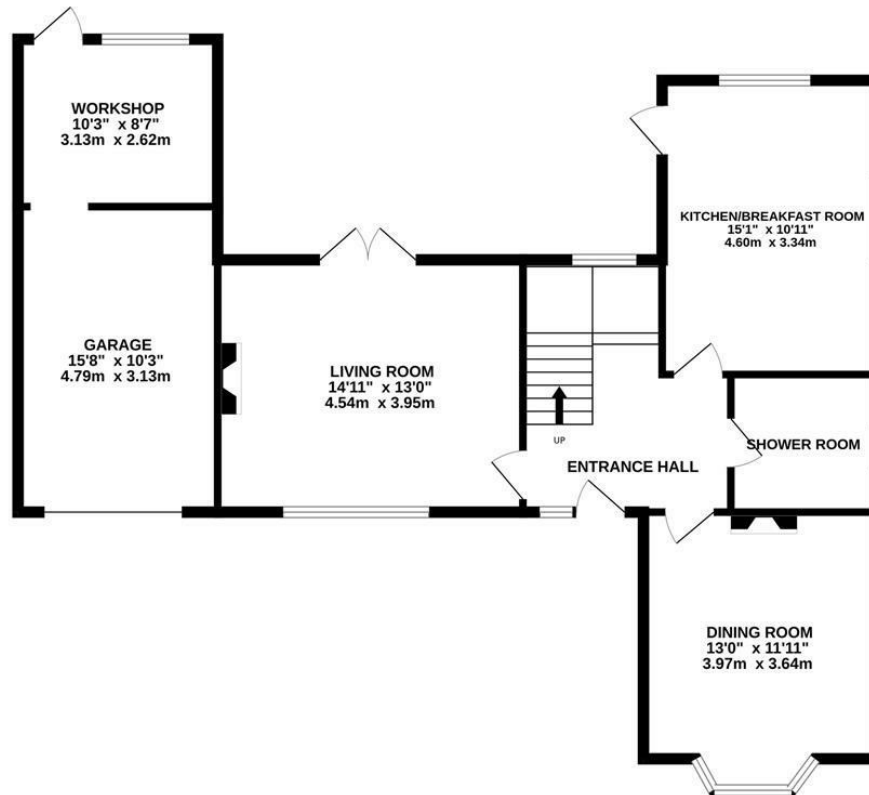 WORKSHOP
10'3" x 8'7"
3.13m x 2.62m
KITCHEN/BREAKFAST ROOM
15'1" x 10'11"
4.60m x 3.34m
GARAGE
15'8" x 10'3"
4.79m x 3.13m
LIVING ROOM
14'11" x 13'0"
4.54m x 3.95m
UP
SHOWER ROOM
ENTRANCE HALL
DINING ROOM
13'0" x 11'11"
3.97m x 3.64m